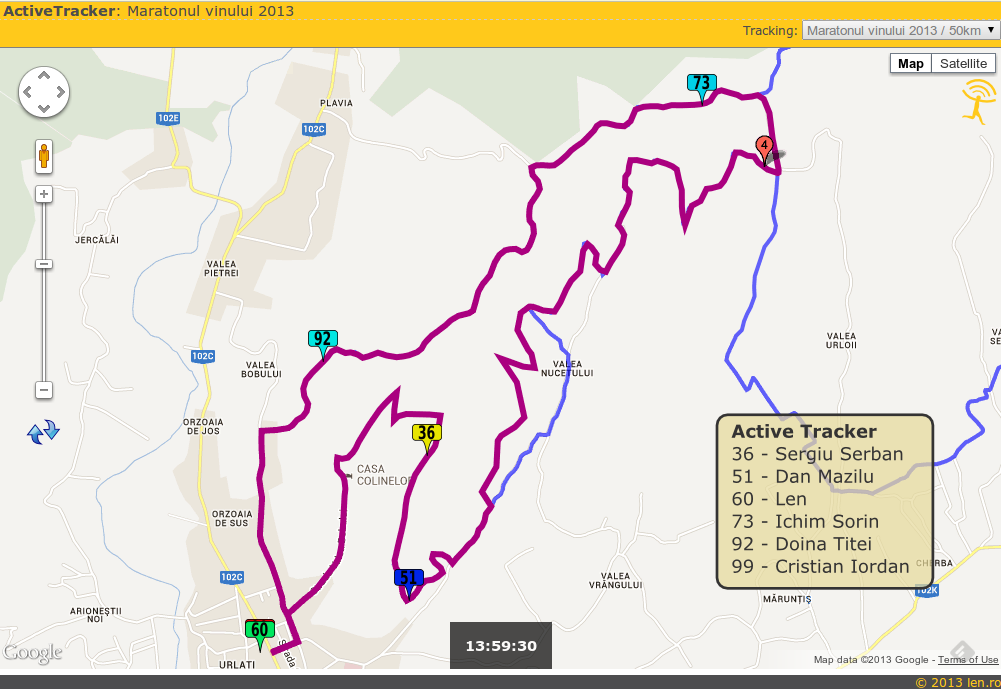 ActiveTracker: Maratonul vinului 2013
Tracking: Maratonul vinului 2013 / 50km
Map Satellite
73
PLAVIA
102E
102C
4
JERCĂLĂI
VALEA
PIETREI
92
VALEA
URLOII
102C
VALEA
BOBULUI
VALEA
NUCETULUI
ORZOAIA
DE JOS
36
CASA
COLINELOR
ORZOAIA
DE SUS
Active Tracker
36 - Sergiu Serban
51 - Dan Mazilu
60 - Len
73 - Ichim Sorin
92 - Doina Titei
99 - Cristian Iordan
CHERBA
102K
102C
51
VALEA
VRÂNGULUI
MĂRUNȚIȘ
ARIONEȘTII
NOI
60
13:59:30
Strada
URLATI
Google
Map data ©2013 Google - Terms of Use
© 2013 len.ro